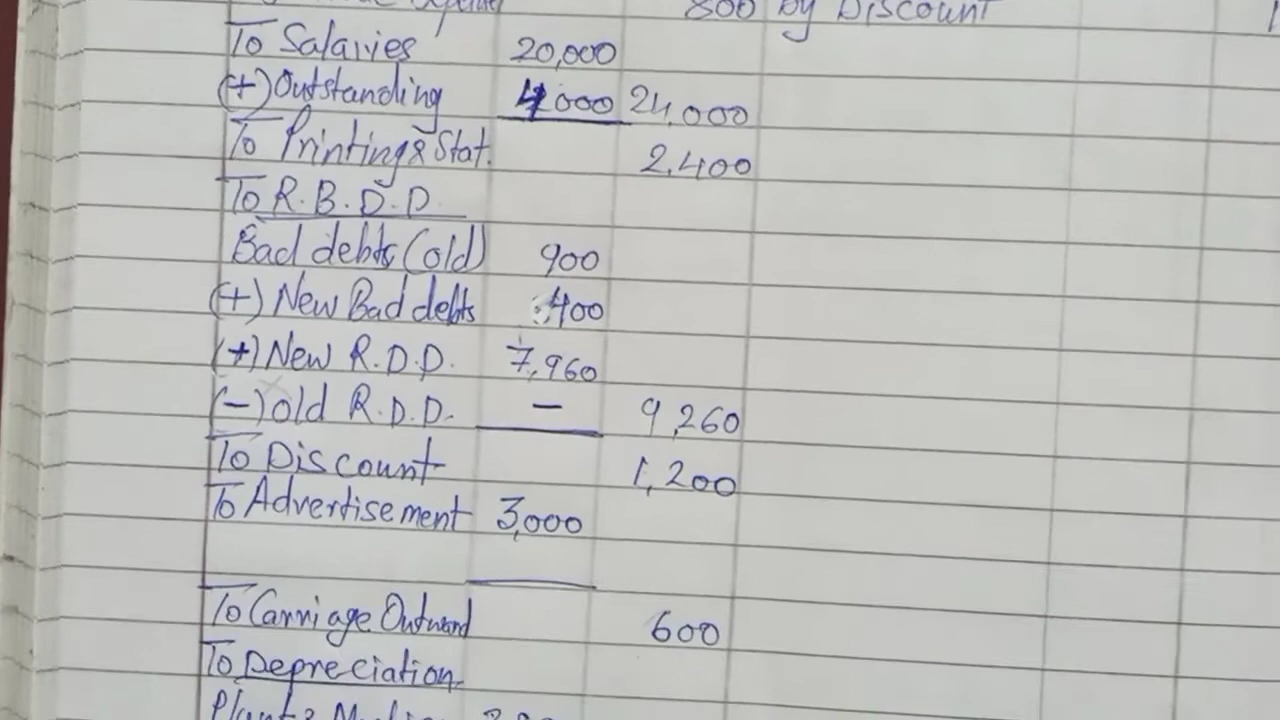 800 by Discount
To Salaries 20,000
(+) Outstanding 4000 24,000
To Printing & Stat. 2,400
To R.B.D.D.
Bad debts (old) 900
(+) New Bad debts 400
(+) New R.D.D. 7,960
(-) old R.D.D. - 9,260
To Discount 1,200
To Advertisement 3,000
To Carriage Outward 600
To Depreciation